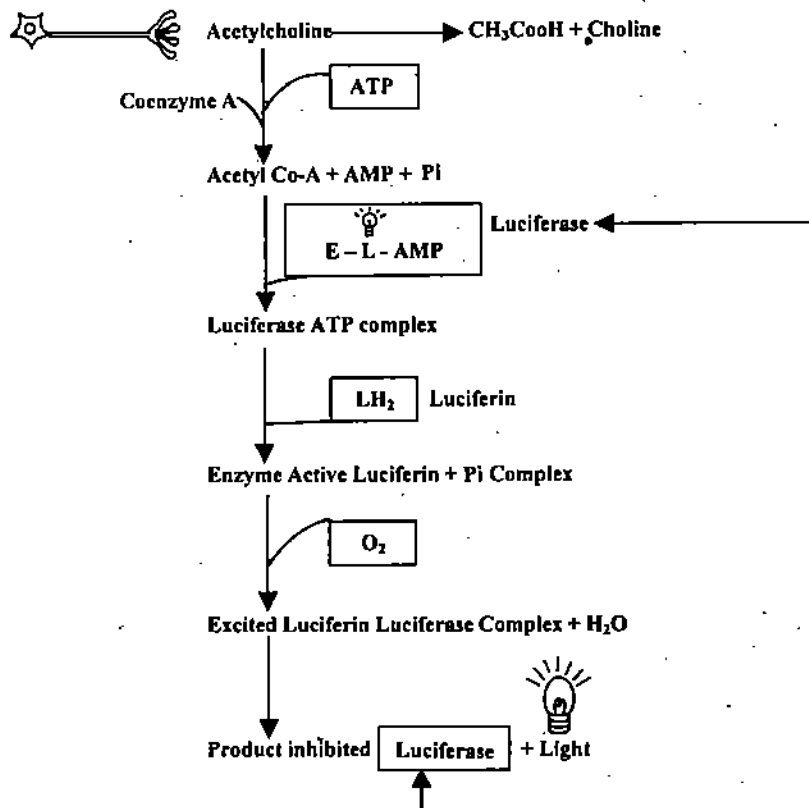 Acetylcholine CH₃CooH + Choline
ATP
Coenzyme A
Acetyl Co-A + AMP + Pi
Luciferase
E – L - AMP
Luciferase ATP complex
LH₂ Luciferin
Enzyme Active Luciferin + Pi Complex
O₂
Excited Luciferin Luciferase Complex + H₂O
Product inhibited Luciferase + Light